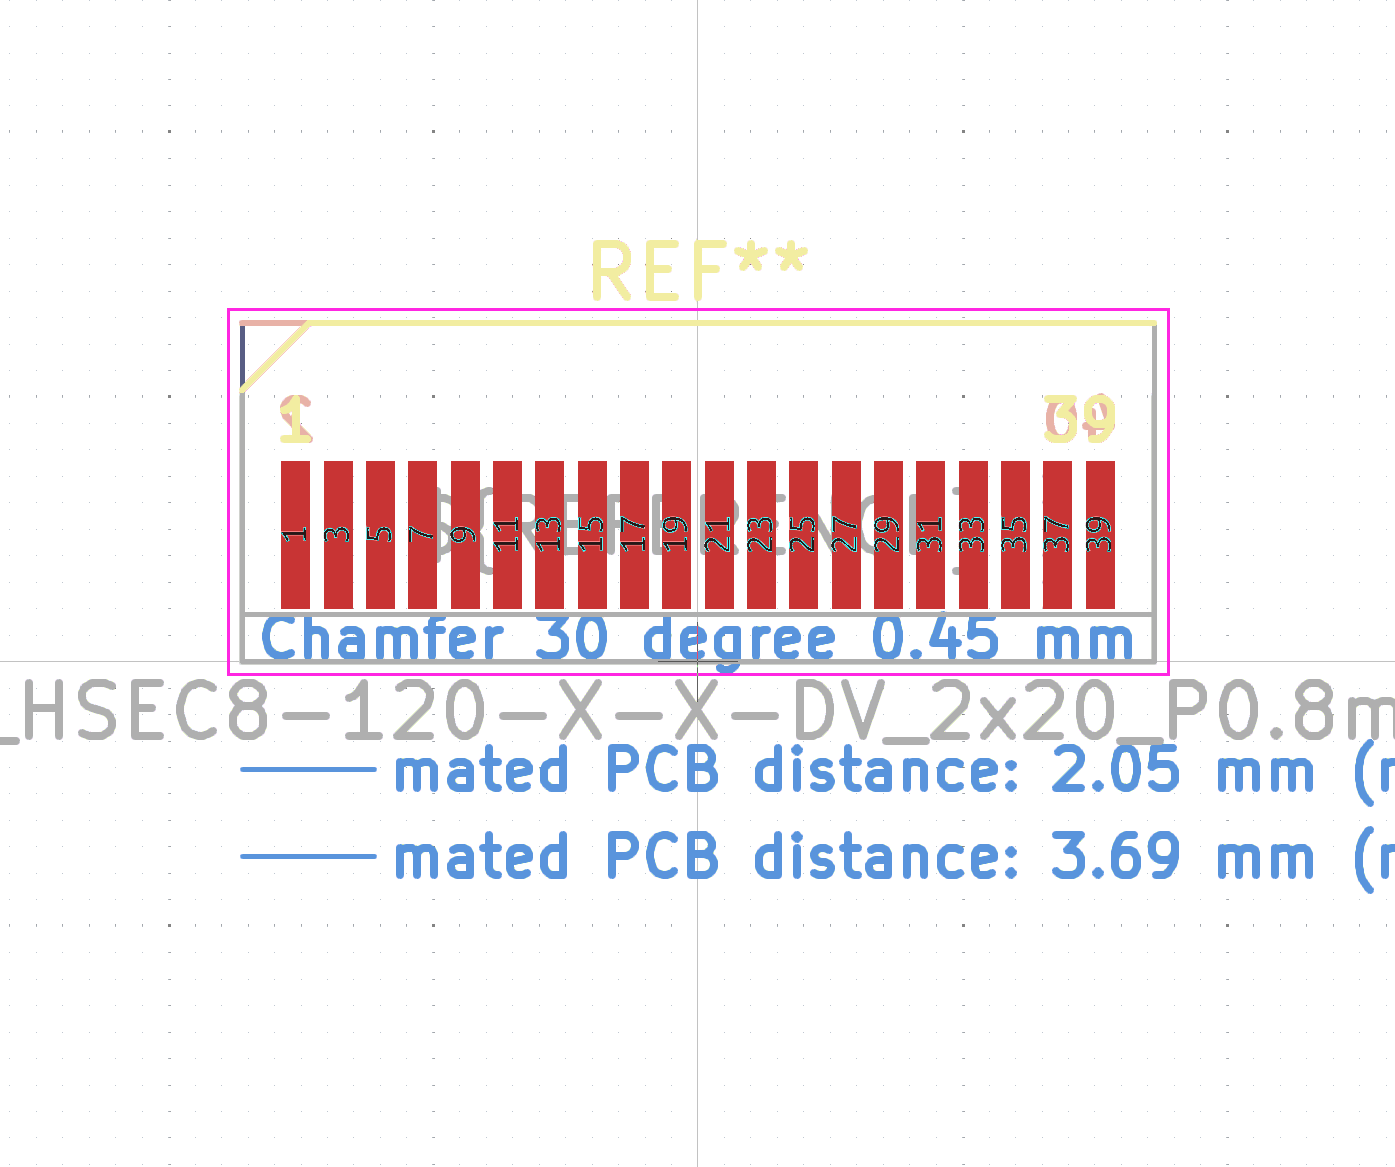 REF**
1 39
${REFERENCE}
1 3 5 7 9 11 13 15 17 19 21 23 25 27 29 31 33 35 37 39
Chamfer 30 degree 0.45 mm
_HSEC8-120-X-X-DV_2x20_P0.8m
mated PCB distance: 2.05 mm (
mated PCB distance: 3.69 mm (